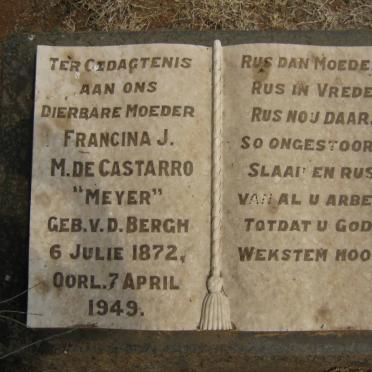 TER GEDAGTENIS
AAN ONS
DIERBARE MOEDER
FRANCINA J.
M. DE CASTARRO
"MEYER"
GEB. V. D. BERGH
6 JULIE 1872,
OORL. 7 APRIL
1949.
RUS DAN MOEDE
RUS IN VREDE
RUS NOU DAAR
SO ONGESTOOR
SLAAP EN RUS
VAN AL U ARBE
TOTDAT U GOD
WEKSTEM HOO